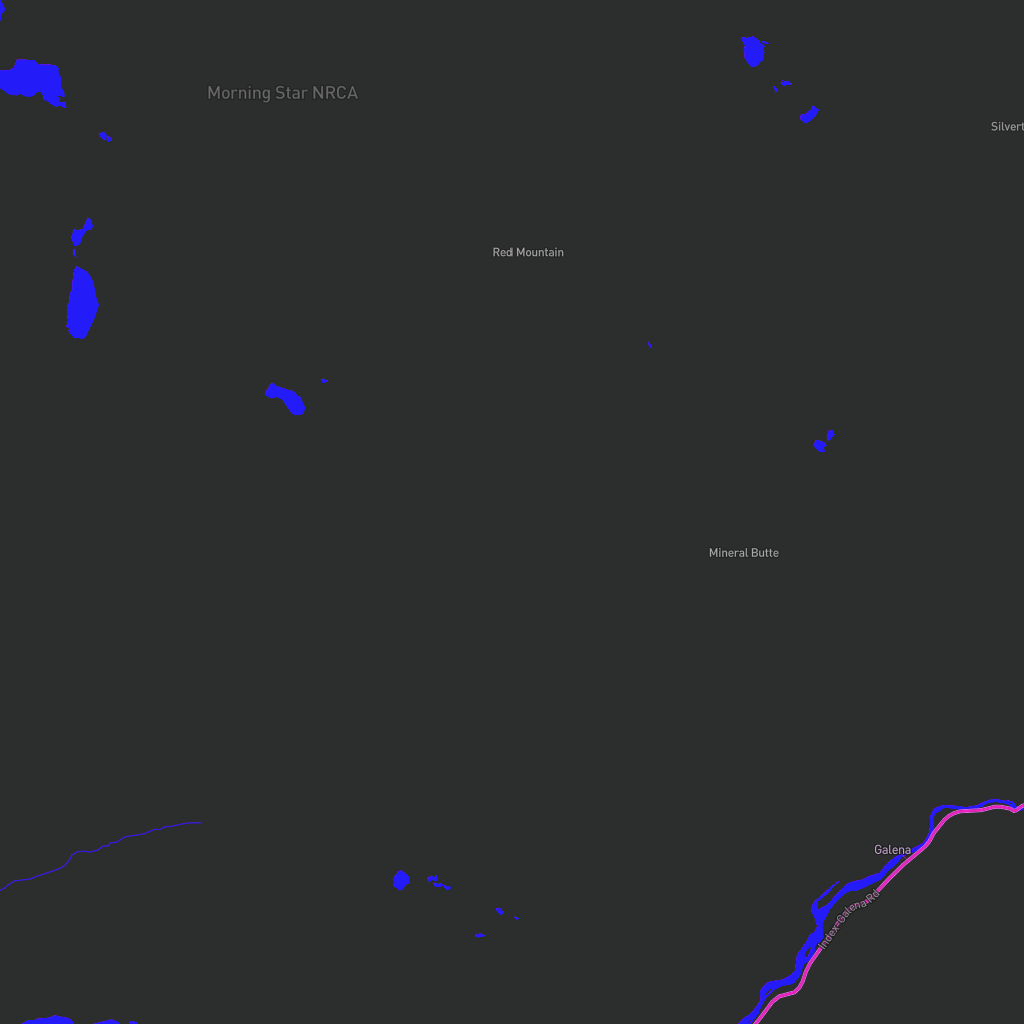 Morning Star NRCA
Silvert
Red Mountain
Mineral Butte
Galena
Index-Galena Rd